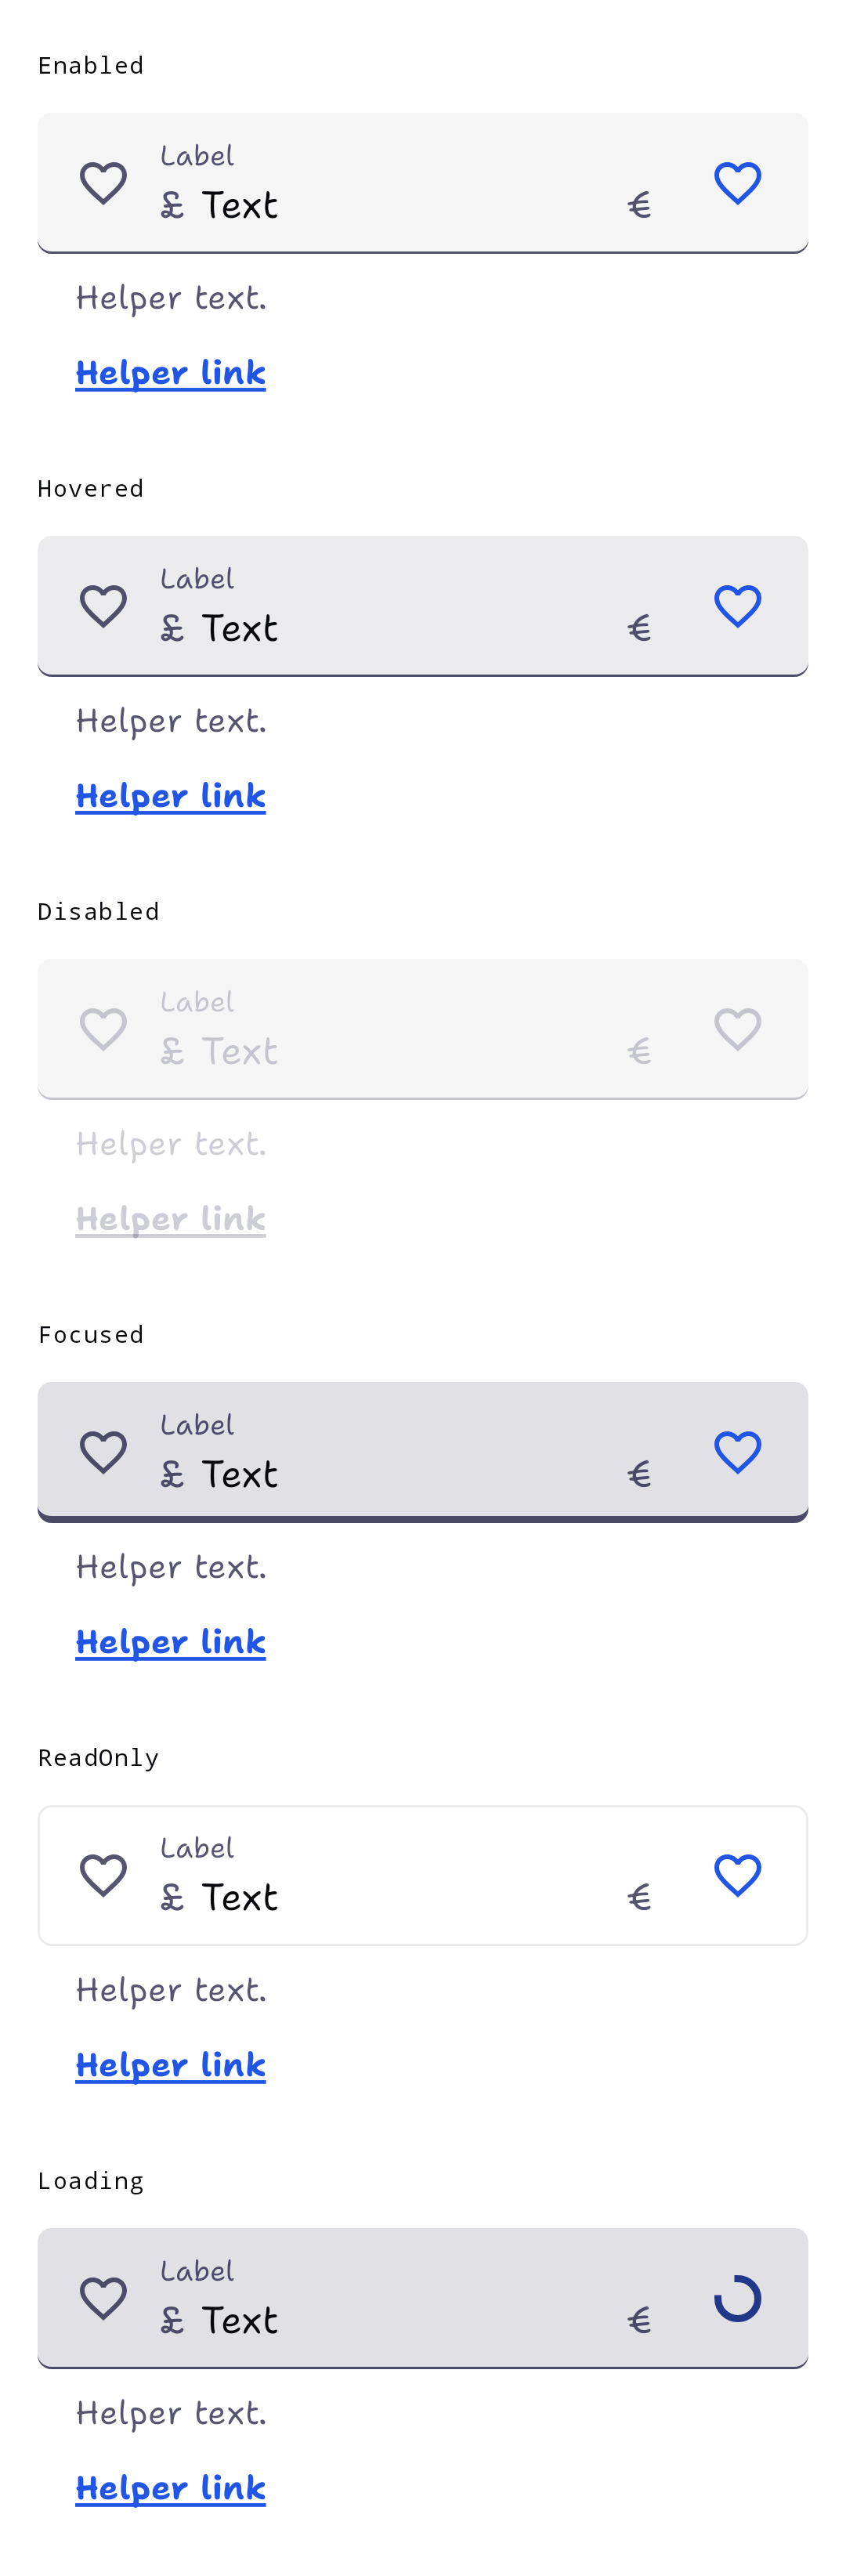 Enabled
Label
£ Text €
Helper text.
Helper link
Hovered
Label
£ Text €
Helper text.
Helper link
Disabled
Label
£ Text €
Helper text.
Helper link
Focused
Label
£ Text €
Helper text.
Helper link
ReadOnly
Label
£ Text €
Helper text.
Helper link
Loading
Label
£ Text €
Helper text.
Helper link